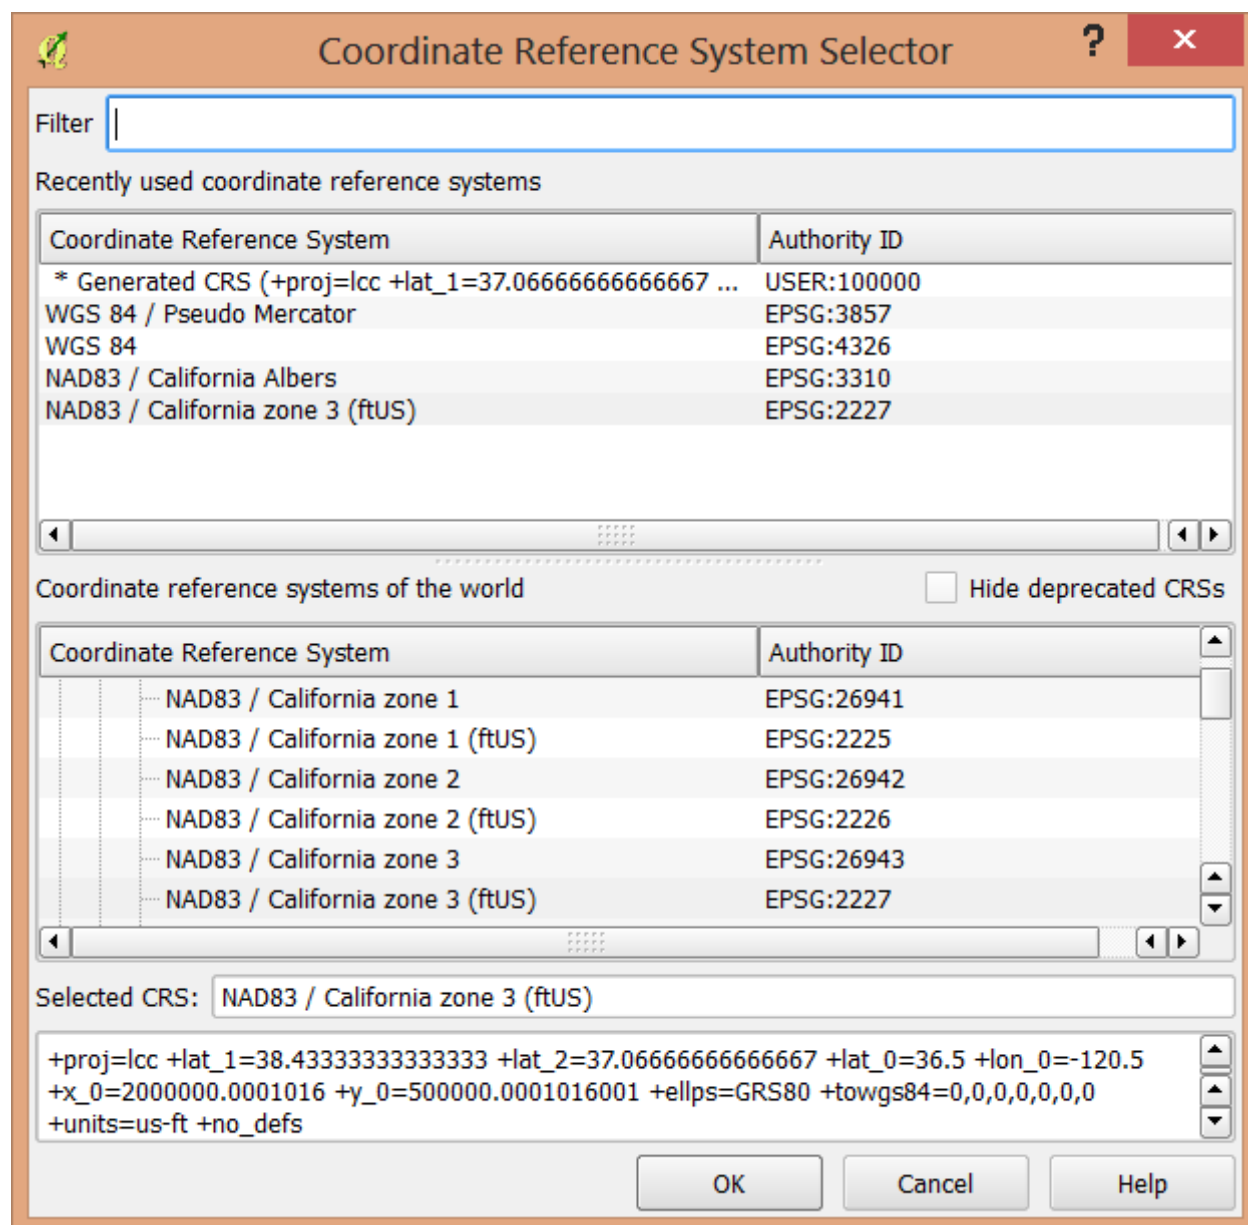 Coordinate Reference System Selector ? ×
Filter
Recently used coordinate reference systems
Coordinate Reference System Authority ID
* Generated CRS (+proj=lcc +lat_1=37.06666666666667 ... USER:100000
WGS 84 / Pseudo Mercator EPSG:3857
WGS 84 EPSG:4326
NAD83 / California Albers EPSG:3310
NAD83 / California zone 3 (ftUS) EPSG:2227
Coordinate reference systems of the world Hide deprecated CRSs
Coordinate Reference System Authority ID
NAD83 / California zone 1 EPSG:26941
NAD83 / California zone 1 (ftUS) EPSG:2225
NAD83 / California zone 2 EPSG:26942
NAD83 / California zone 2 (ftUS) EPSG:2226
NAD83 / California zone 3 EPSG:26943
NAD83 / California zone 3 (ftUS) EPSG:2227
Selected CRS: NAD83 / California zone 3 (ftUS)
+proj=lcc +lat_1=38.43333333333333 +lat_2=37.06666666666667 +lat_0=36.5 +lon_0=-120.5
+x_0=2000000.0001016 +y_0=500000.0001016001 +ellps=GRS80 +towgs84=0,0,0,0,0,0,0
+units=us-ft +no_defs
OK Cancel Help